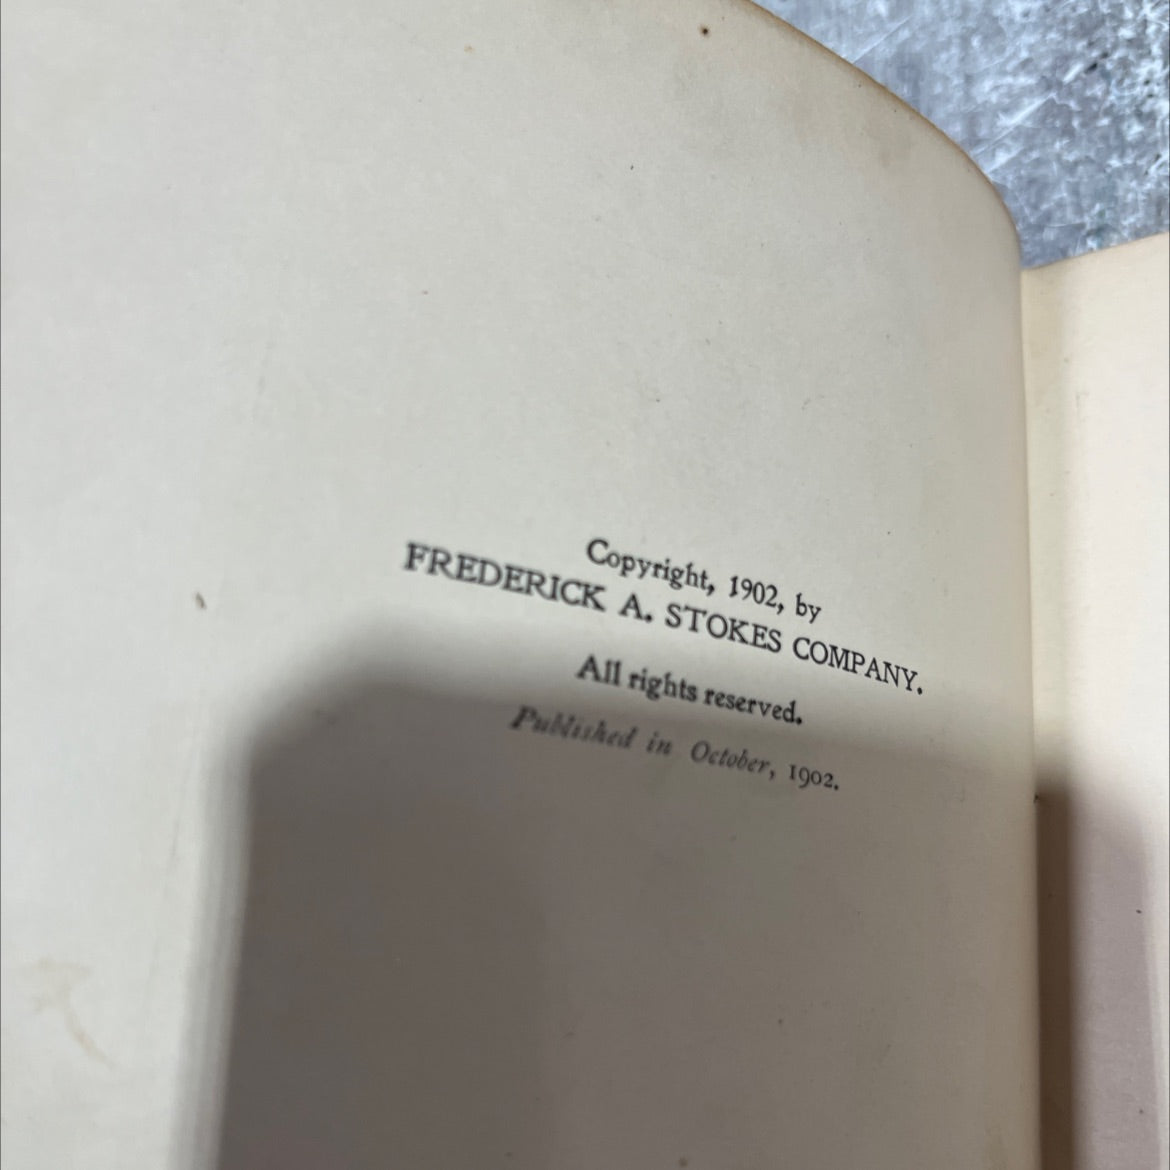 Copyright, 1902, by
FREDERICK A. STOKES COMPANY.
All rights reserved.
Published in October, 1902.